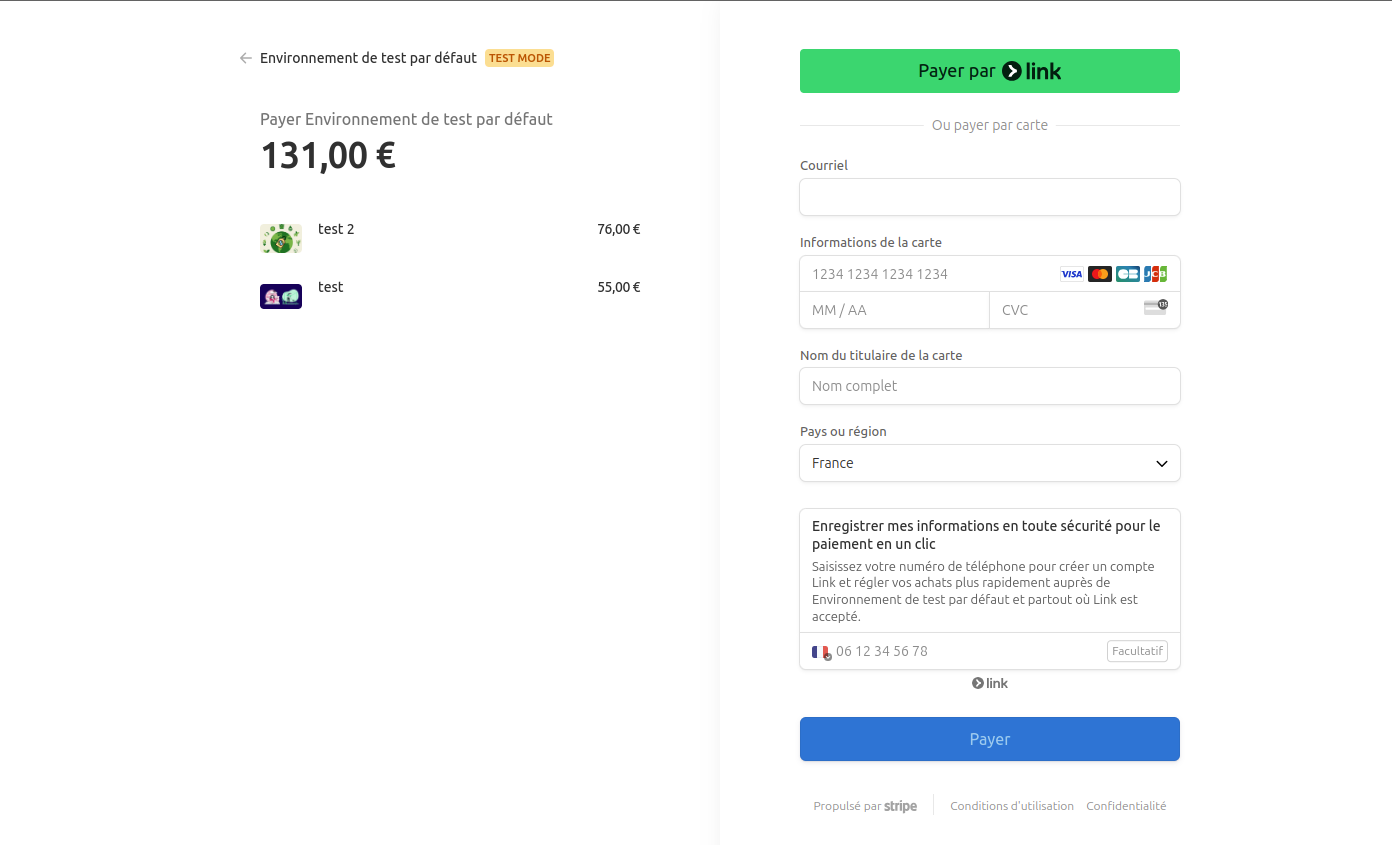 Environnement de test par défaut TEST MODE
Payer Environnement de test par défaut
131,00 €
test 2 76,00 €
test 55,00 €
Payer par link
Ou payer par carte
Courriel
Informations de la carte
1234 1234 1234 1234 VISA JCB
MM / AA CVC 135
Nom du titulaire de la carte
Nom complet
Pays ou région
France
Enregistrer mes informations en toute sécurité pour le
paiement en un clic
Saisissez votre numéro de téléphone pour créer un compte
Link et régler vos achats plus rapidement auprès de
Environnement de test par défaut et partout où Link est
accepté.
06 12 34 56 78 Facultatif
link
Payer
Propulsé par stripe Conditions d'utilisation Confidentialité